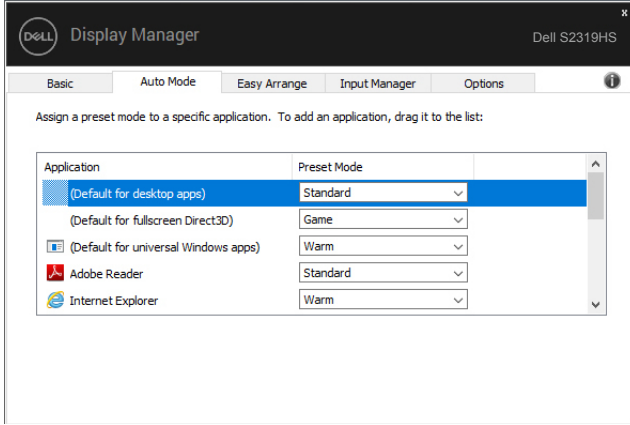 x
DELL Display Manager
Dell S2319HS
Basic Auto Mode Easy Arrange Input Manager Options
Assign a preset mode to a specific application. To add an application, drag it to the list:
Application Preset Mode
(Default for desktop apps) Standard
(Default for fullscreen Direct3D) Game
(Default for universal Windows apps) Warm
Adobe Reader Standard
Internet Explorer Warm